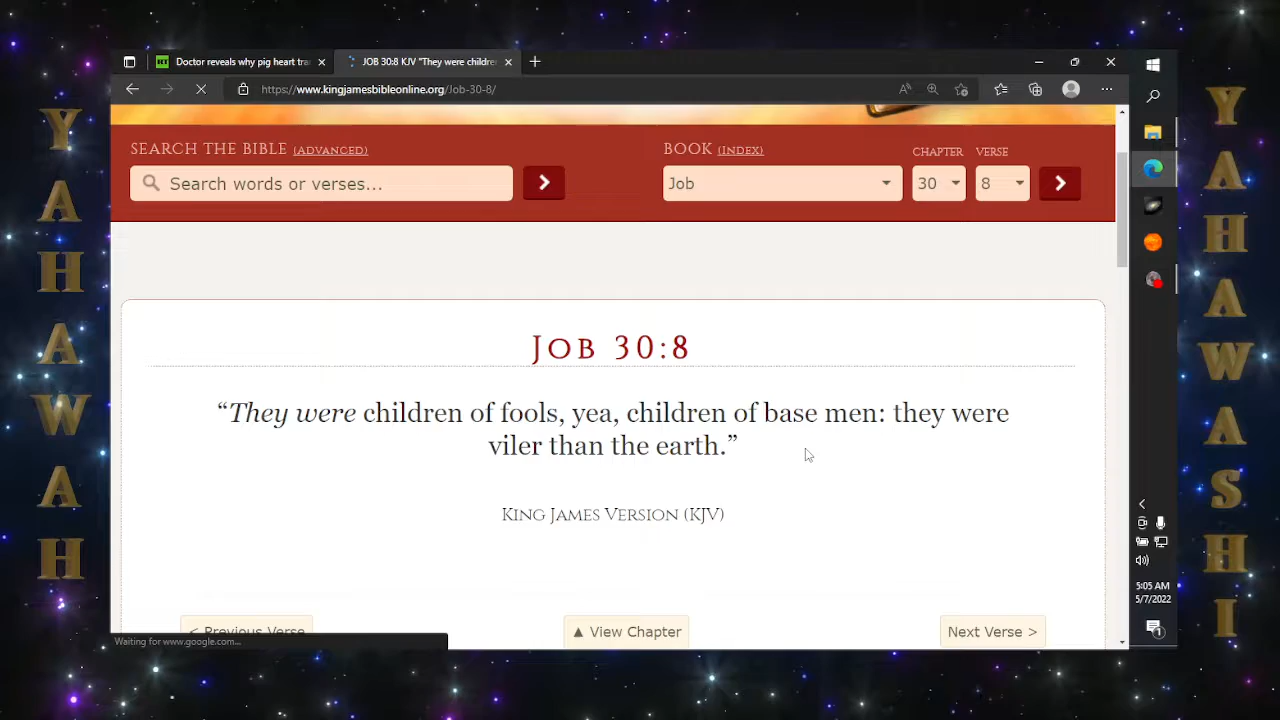 YAHAWAH
Doctor reveals why pig heart tra
JOB 30:8 KJV "They were childre
https://www.kingjamesbibleonline.org/Job-30-8/
SEARCH THE BIBLE (ADVANCED)
BOOK (INDEX)
CHAPTER
VERSE
Search words or verses...
Job
30
8
Job 30:8
“They were children of fools, yea, children of base men: they were
viler than the earth.”
King James Version (KJV)
< Previous Verse
▲ View Chapter
Next Verse >
Waiting for www.google.com...
5:05 AM
5/7/2022
1
YAHAWASHI